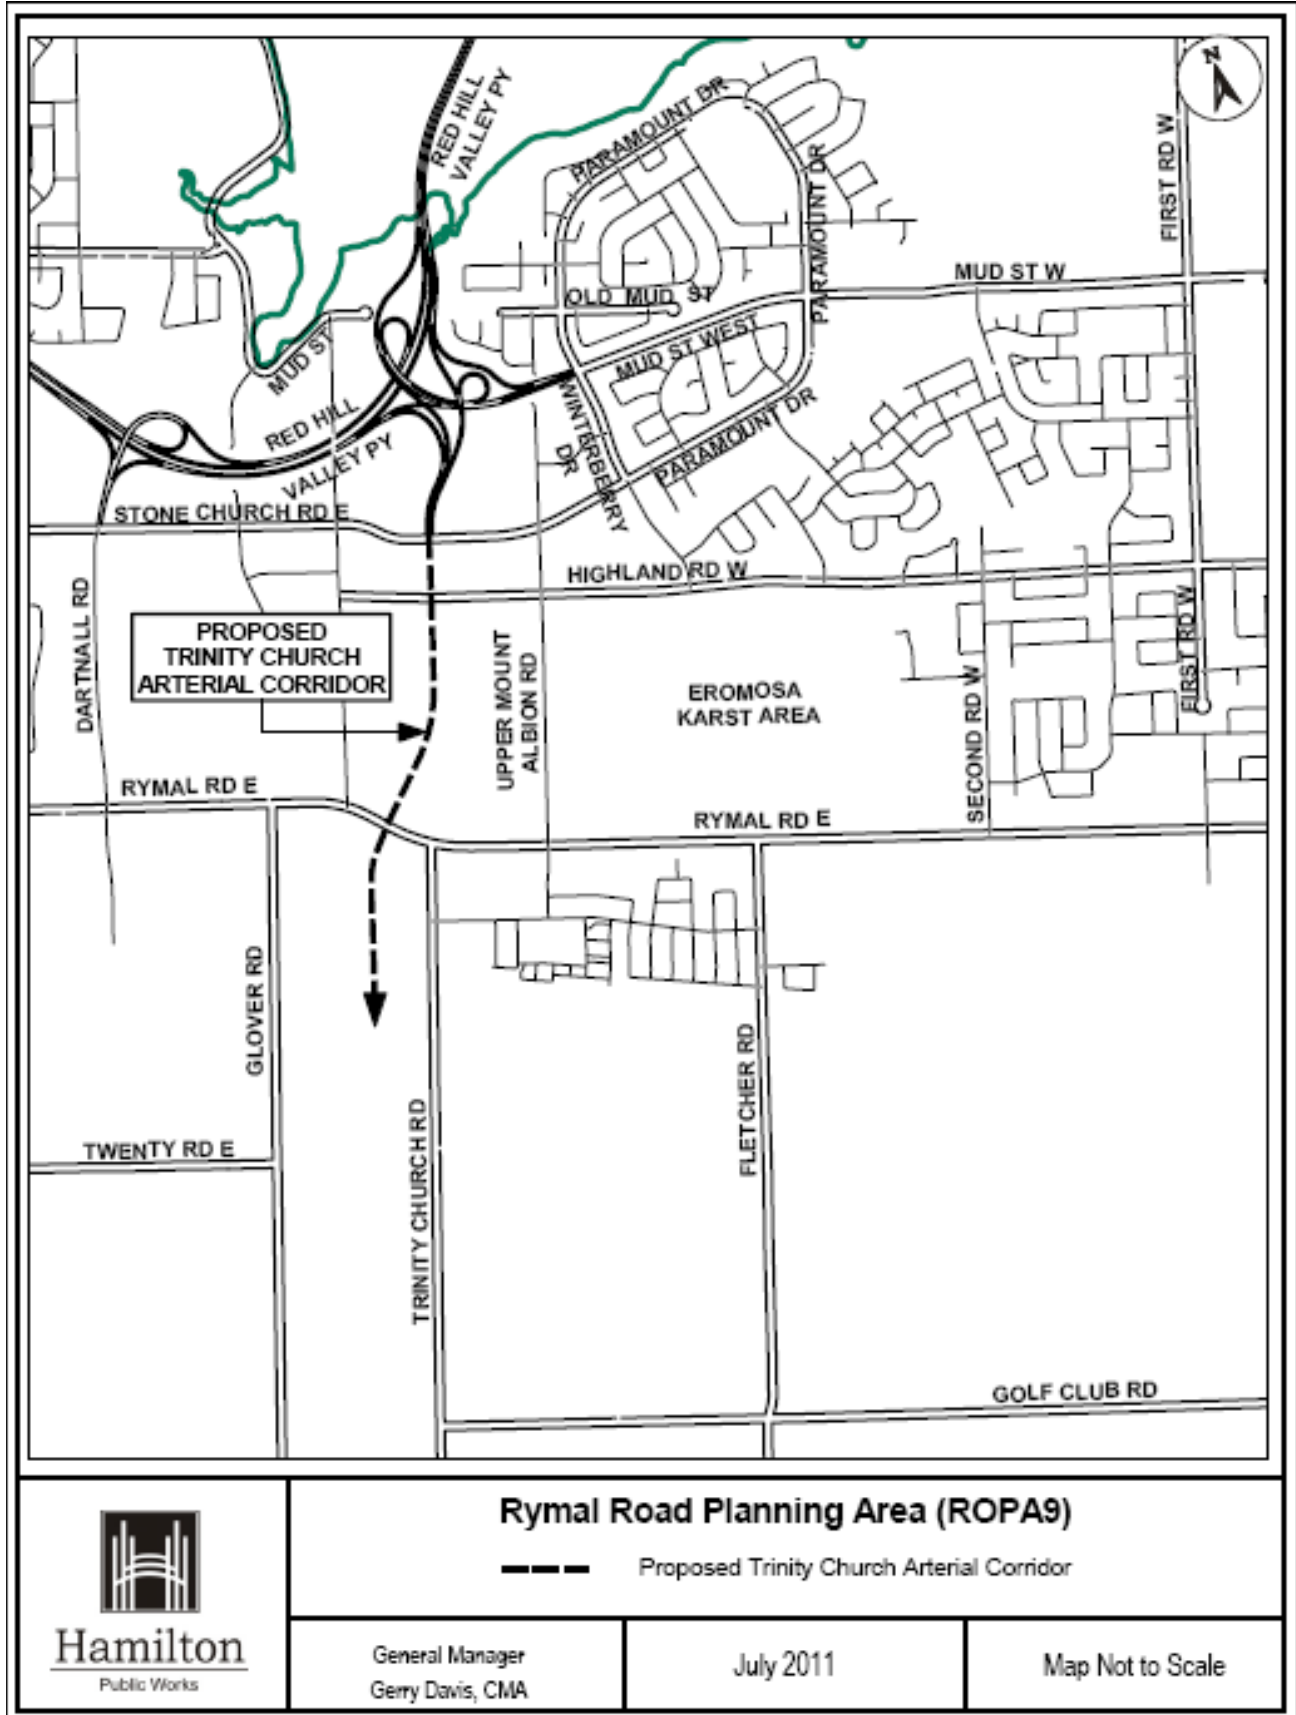 N
RED HILL
VALLEY PY
PARAMOUNT DR
PARAMOUNT DR
FIRST RD W
MUD ST W
OLD MUD ST
MUD ST WEST
MUD ST
RED HILL
VALLEY PY
WINTERBERRY
DR
PARAMOUNT DR
STONE CHURCH RD E
HIGHLAND RD W
DARTNALL RD
PROPOSED
TRINITY CHURCH
ARTERIAL CORRIDOR
UPPER MOUNT
ALBION RD
EROMOSA
KARST AREA
SECOND RD W
FIRST RD W
RYMAL RD E
RYMAL RD E
GLOVER RD
TWENTY RD E
TRINITY CHURCH RD
FLETCHER RD
GOLF CLUB RD
Hamilton
Public Works
Rymal Road Planning Area (ROPA9)
Proposed Trinity Church Arterial Corridor
General Manager
Gerry Davis, CMA
July 2011
Map Not to Scale